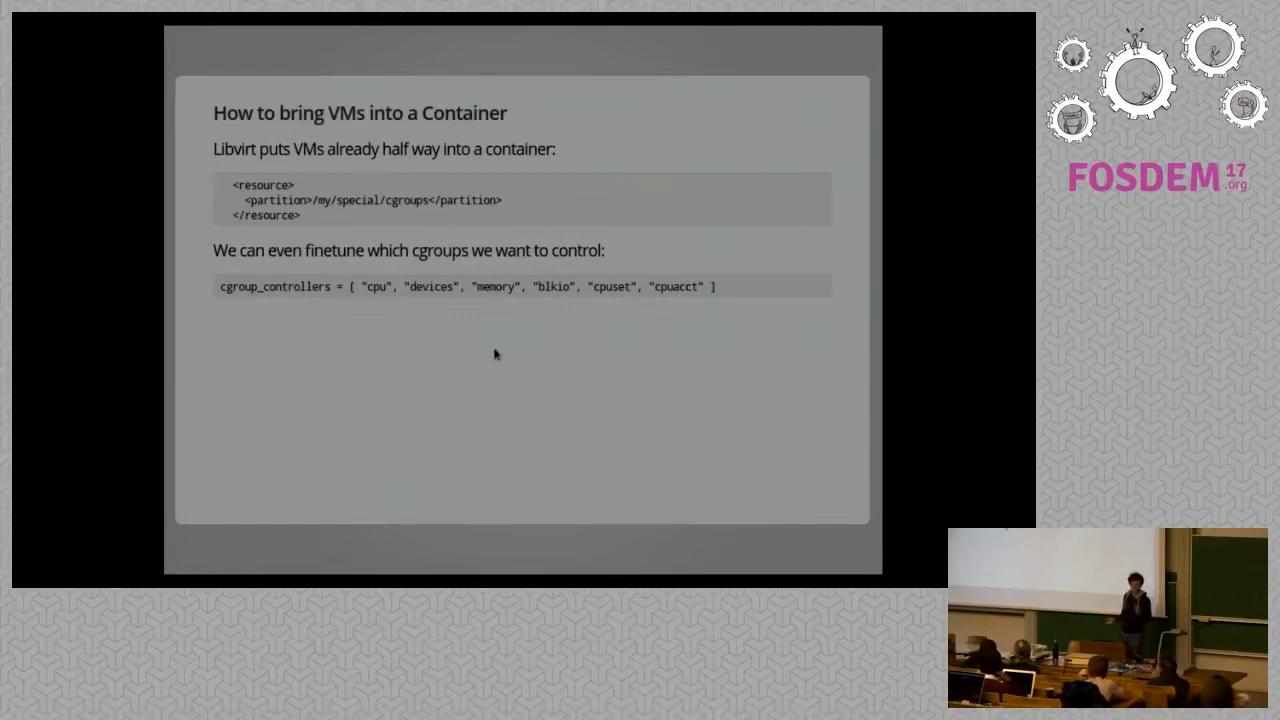 How to bring VMs into a Container
Libvirt puts VMs already half way into a container:
<resource>
<partition>/my/special/cgroups</partition>
</resource>
We can even finetune which cgroups we want to control:
cgroup_controllers = [ "cpu", "devices", "memory", "blkio", "cpuset", "cpuacct" ]
FOSDEM 17
.org